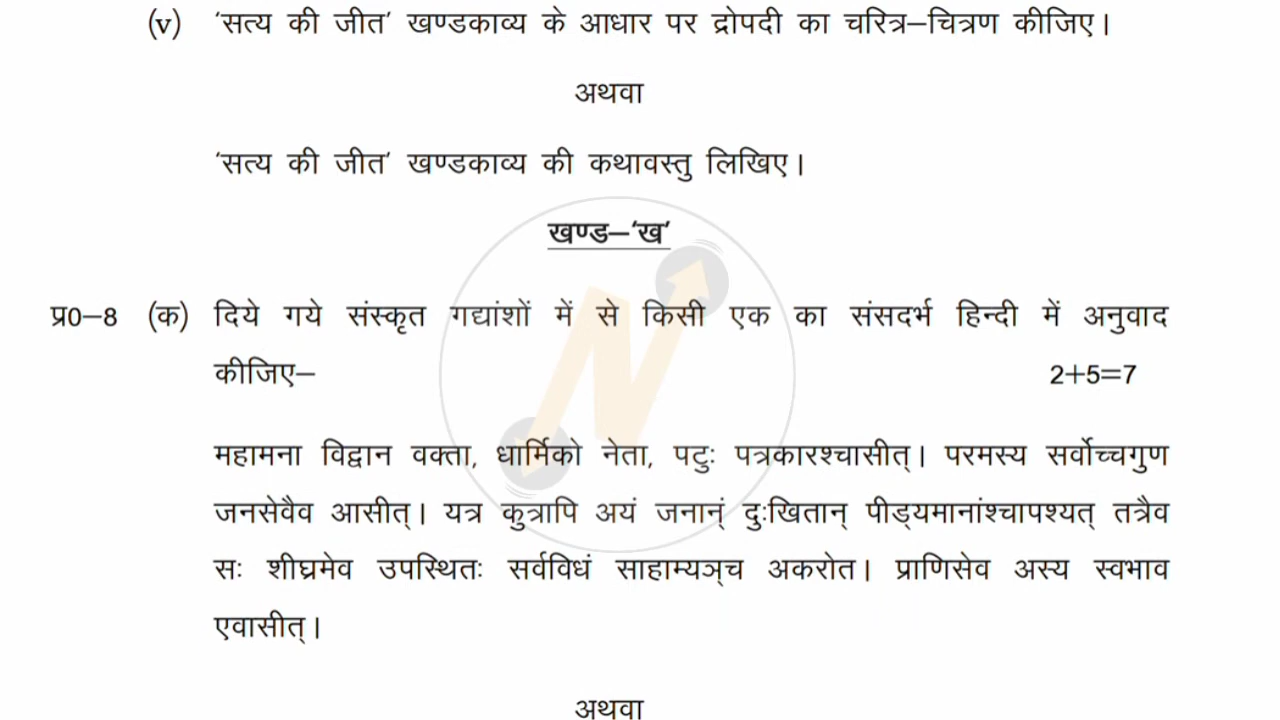 (v) 'सत्य की जीत' खण्डकाव्य के आधार पर द्रोपदी का चरित्र–चित्रण कीजिए।
अथवा
'सत्य की जीत' खण्डकाव्य की कथावस्तु लिखिए।
खण्ड–'ख'
प्र0–8 (क) दिये गये संस्कृत गद्यांशों में से किसी एक का संसदर्भ हिन्दी में अनुवाद
कीजिए– 2+5=7
महामना विद्वान वक्ता, धार्मिको नेता, पटुः पत्रकारश्चासीत्। परमस्य सर्वोच्चगुण
जनसेवैव आसीत्। यत्र कुत्रापि अयं जनान्ं दुःखितान् पीड्यमानांश्चापश्यत् तत्रैव
सः शीघ्रमेव उपस्थितः सर्वविधं साहाम्यञ्च अकरोत। प्राणिसेव अस्य स्वभाव
एवासीत्।
अथवा